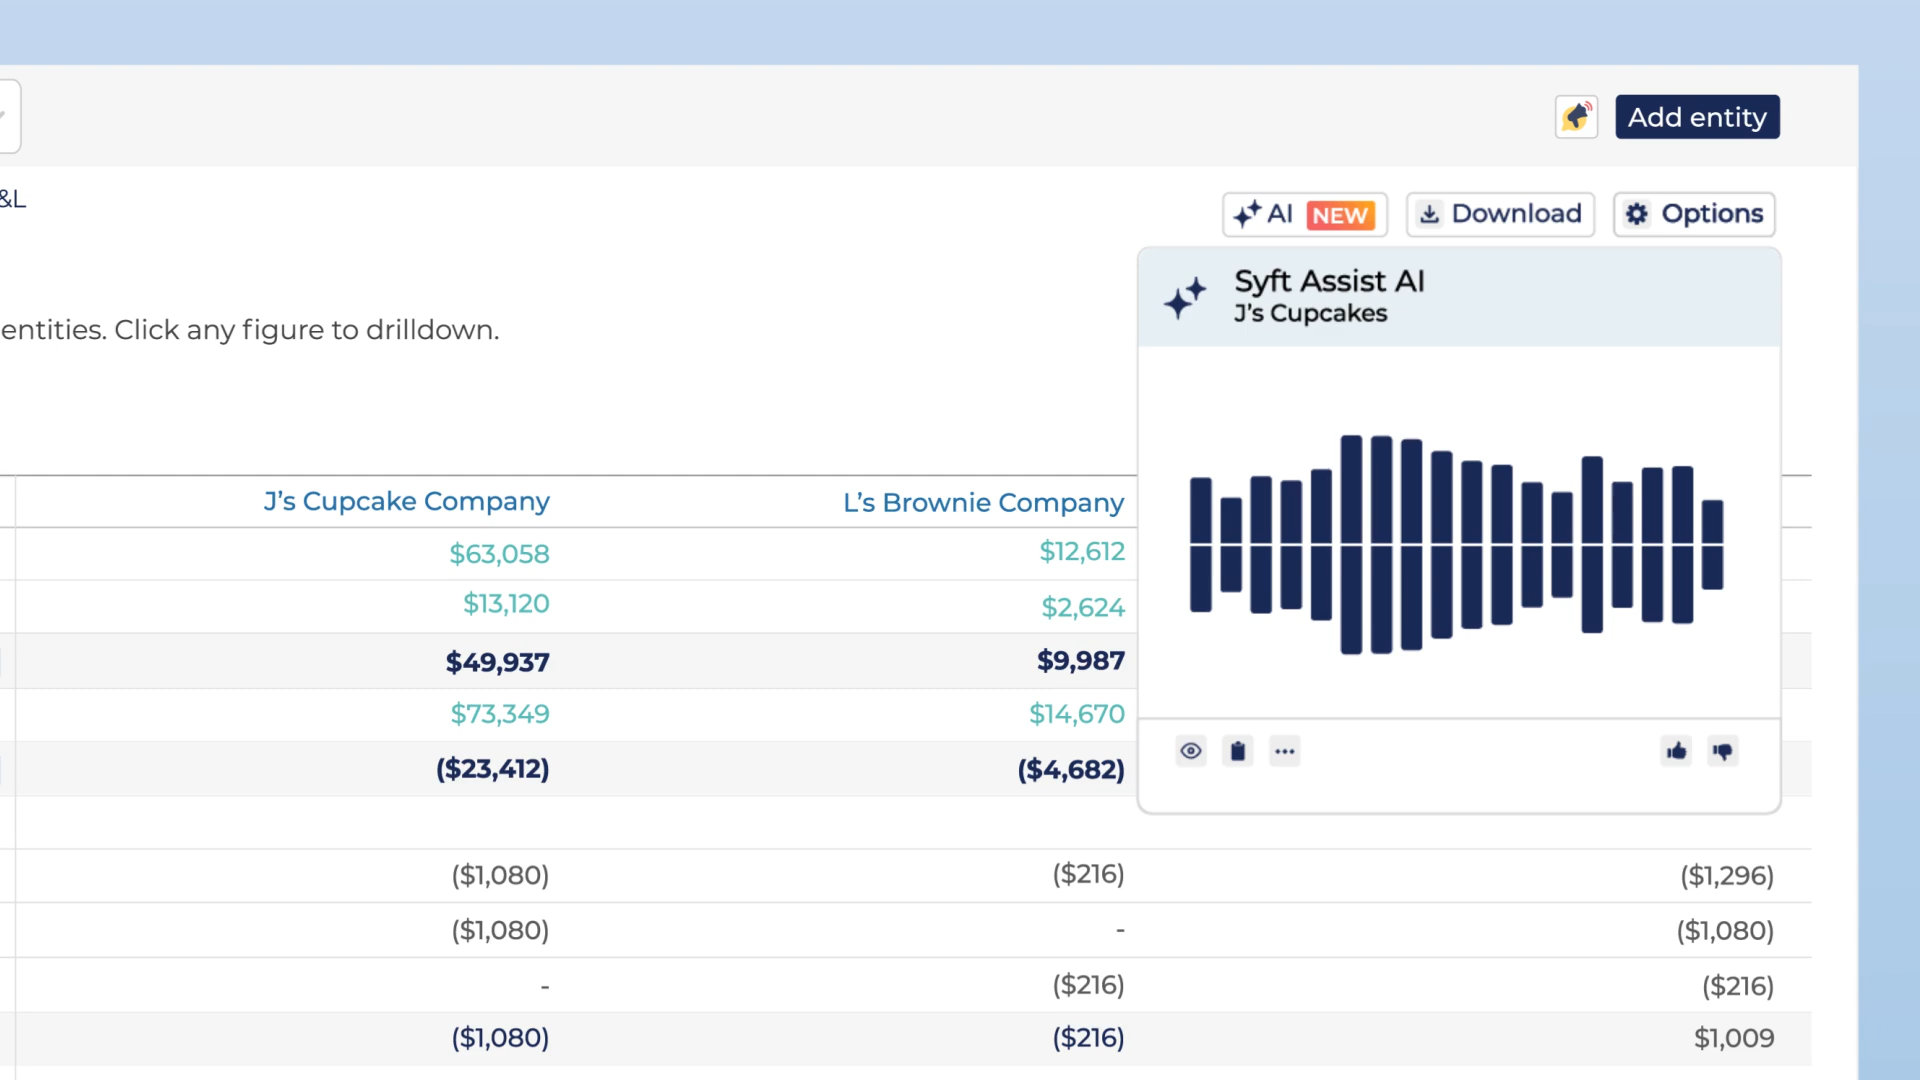 Add entity
&L
AI NEW
Download
Options
Syft Assist AI
J’s Cupcakes
entities. Click any figure to drilldown.
J’s Cupcake Company L’s Brownie Company
$63,058 $12,612
$13,120 $2,624
$49,937 $9,987
$73,349 $14,670
($23,412) ($4,682)
($1,080) ($216) ($1,296)
($1,080) - ($1,080)
- ($216) ($216)
($1,080) ($216) $1,009